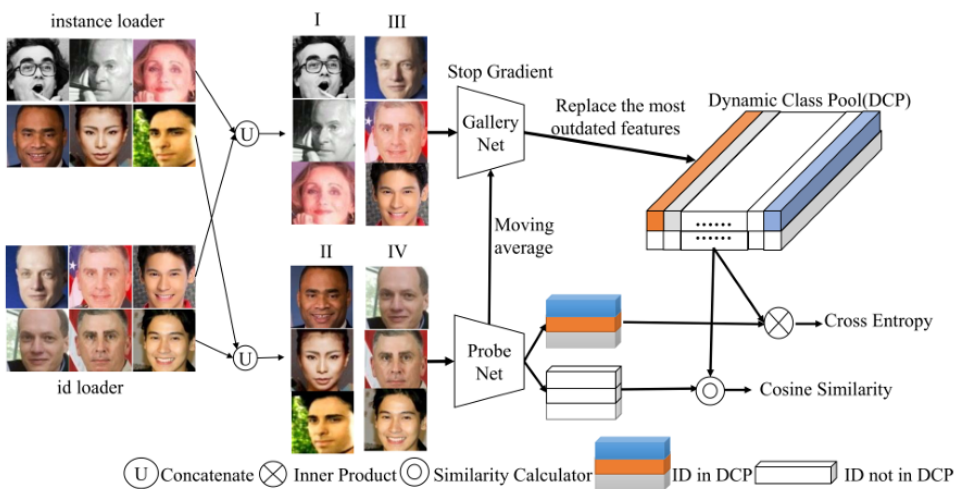 instance loader
I
III
Stop Gradient
Gallery
Net
Replace the most
outdated features
Dynamic Class Pool(DCP)
......
......
U
Moving
average
id loader
U
II
IV
Probe
Net
Cross Entropy
Cosine Similarity
U Concatenate
Inner Product
Similarity Calculator
ID in DCP
ID not in DCP